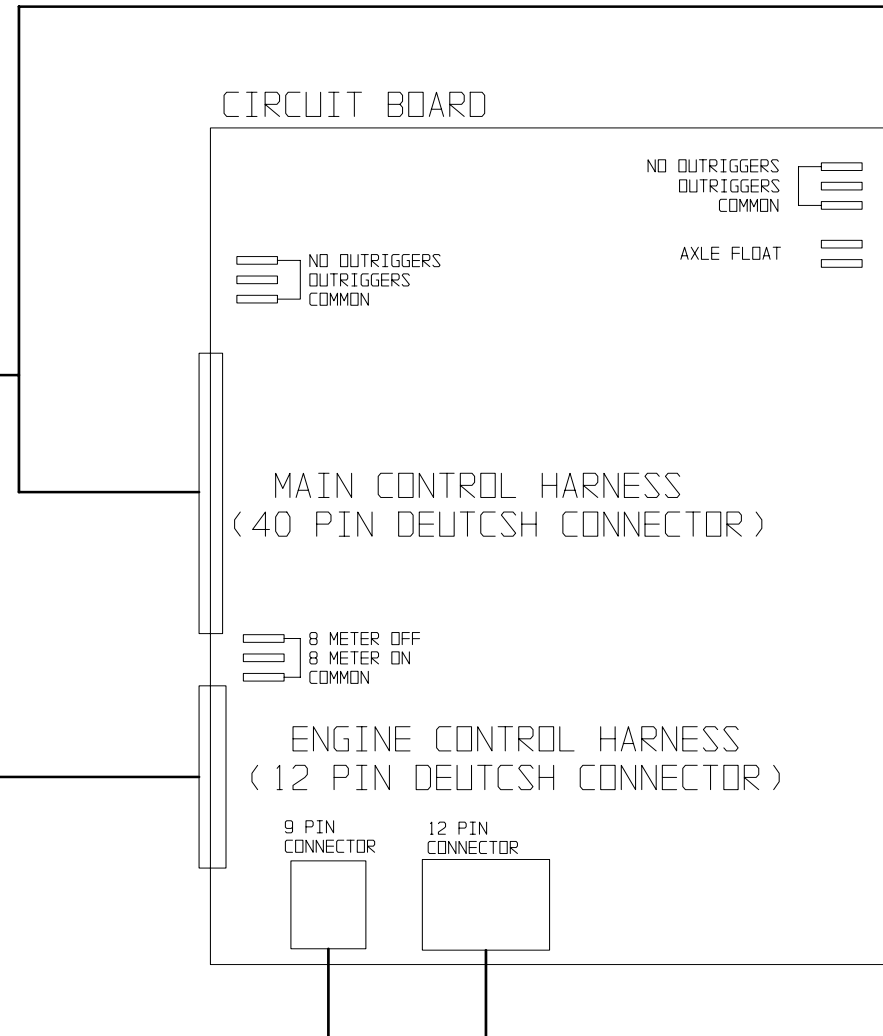 CIRCUIT BOARD
NO OUTRIGGERS
OUTRIGGERS
COMMON
AXLE FLOAT
NO OUTRIGGERS
OUTRIGGERS
COMMON
MAIN CONTROL HARNESS
(40 PIN DEUTCSH CONNECTOR)
8 METER OFF
8 METER ON
COMMON
ENGINE CONTROL HARNESS
(12 PIN DEUTCSH CONNECTOR)
9 PIN
CONNECTOR
12 PIN
CONNECTOR